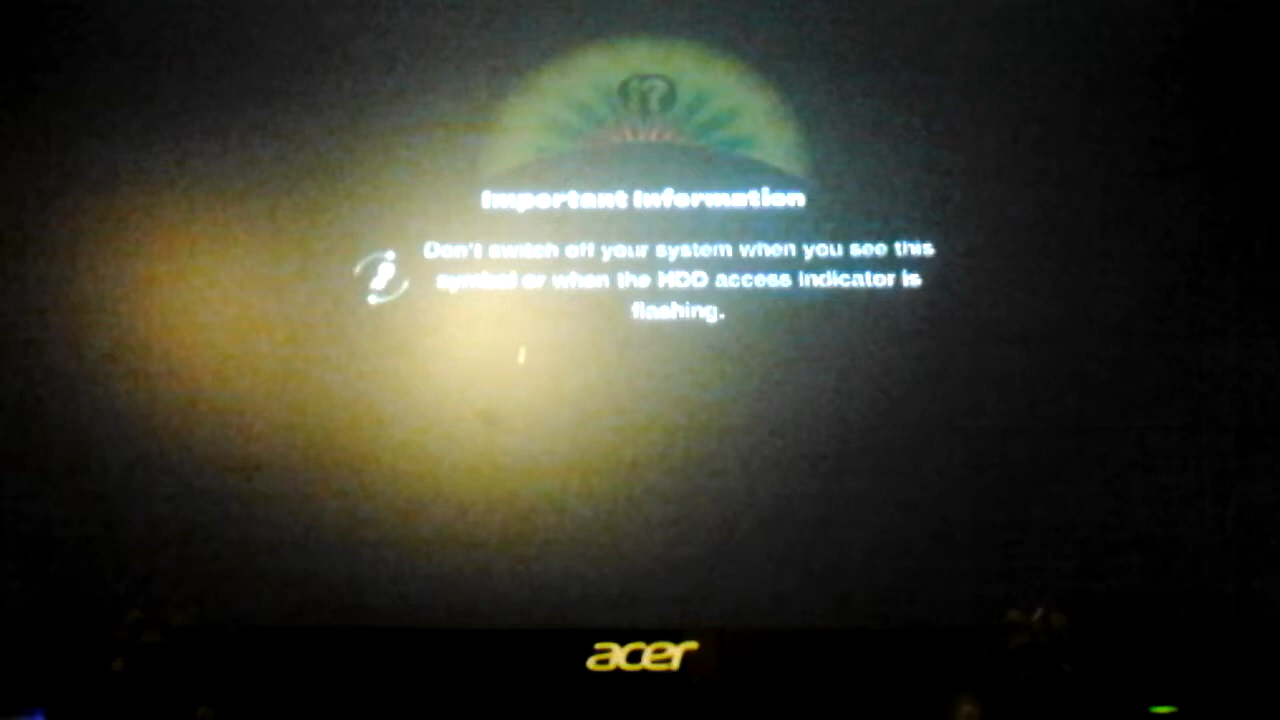 Important Information
Don't switch off your system when you see this
symbol or when the HDD access indicator is
flashing.
acer